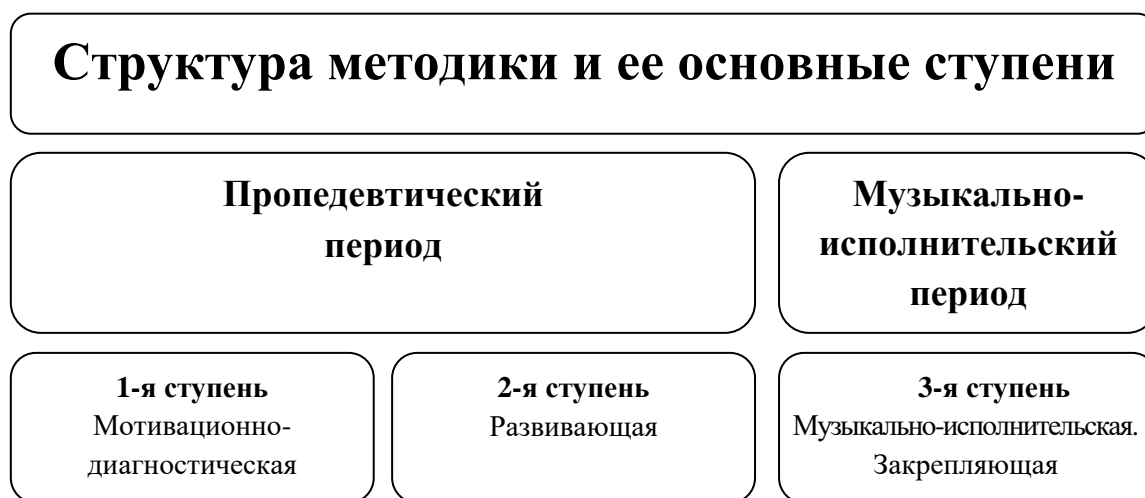 Структура методики и ее основные ступени
Пропедевтический
период
Музыкально-
исполнительский
период
1-я ступень
Мотивационно-
диагностическая
2-я ступень
Развивающая
3-я ступень
Музыкально-исполнительская.
Закрепляющая